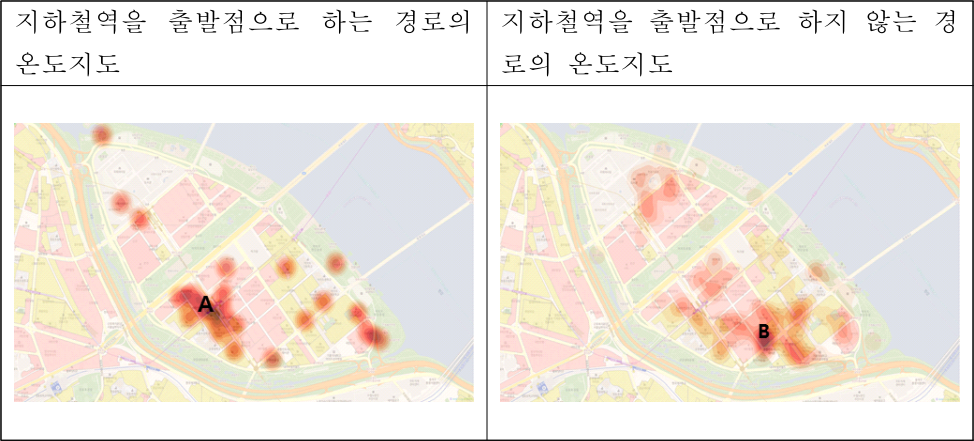 지하철역을 출발점으로 하는 경로의
온도지도
지하철역을 출발점으로 하지 않는 경
로의 온도지도
A
B